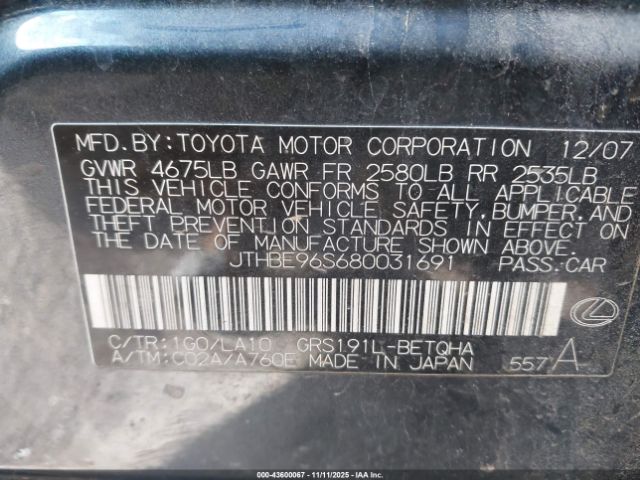 MFD.BY:TOYOTA MOTOR CORPORATION 12/07
GVWR 4675LB GAWR FR 2580LB RR 2535LB
THIS VEHICLE CONFORMS TO ALL APPLICABLE
FEDERAL MOTOR VEHICLE SAFETY, BUMPER, AND
THEFT PREVENTION STANDARDS IN EFFECT ON
THE DATE OF MANUFACTURE SHOWN ABOVE.
JTHBE96S680031691 PASS.CAR
C/TR:1G0/LA10 GRS191L-BETQHA
A/TM:C02A/A760E MADE IN JAPAN 557A
000-43600067 - 11/11/2025 - IAAI.COM